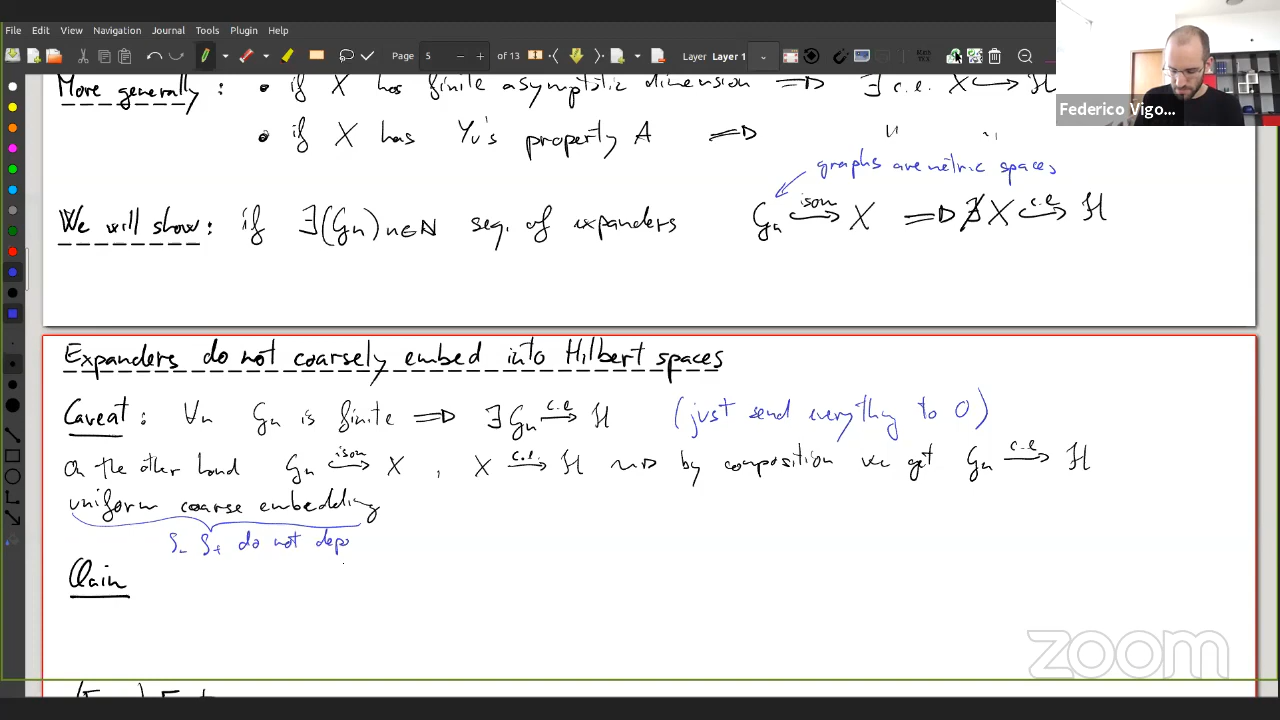 File Edit View Navigation Journal Tools Plugin Help
Page 5 of 13 Layer Layer 1
Federico Vigo...
More generally : • if X has finite asymptotic dimension => ∃ c.e. X ↪ H
• if X has Yu's property A => " "
graphs are metric spaces
We will show : if ∃(Gn)n∈N seq. of expanders Gn isom↪ X => ∄ X c.e.↪ H
Expanders do not coarsely embed into Hilbert spaces
Caveat : ∀n Gn is finite => ∃ Gn c.e.→ H (just send everything to 0)
On the other hand Gn isom↪ X , X c.e.↪ H ⇝ by composition we get Gn c.e→ H
uniform coarse embedding
ρ- ρ+ do not depe
Claim
zoom